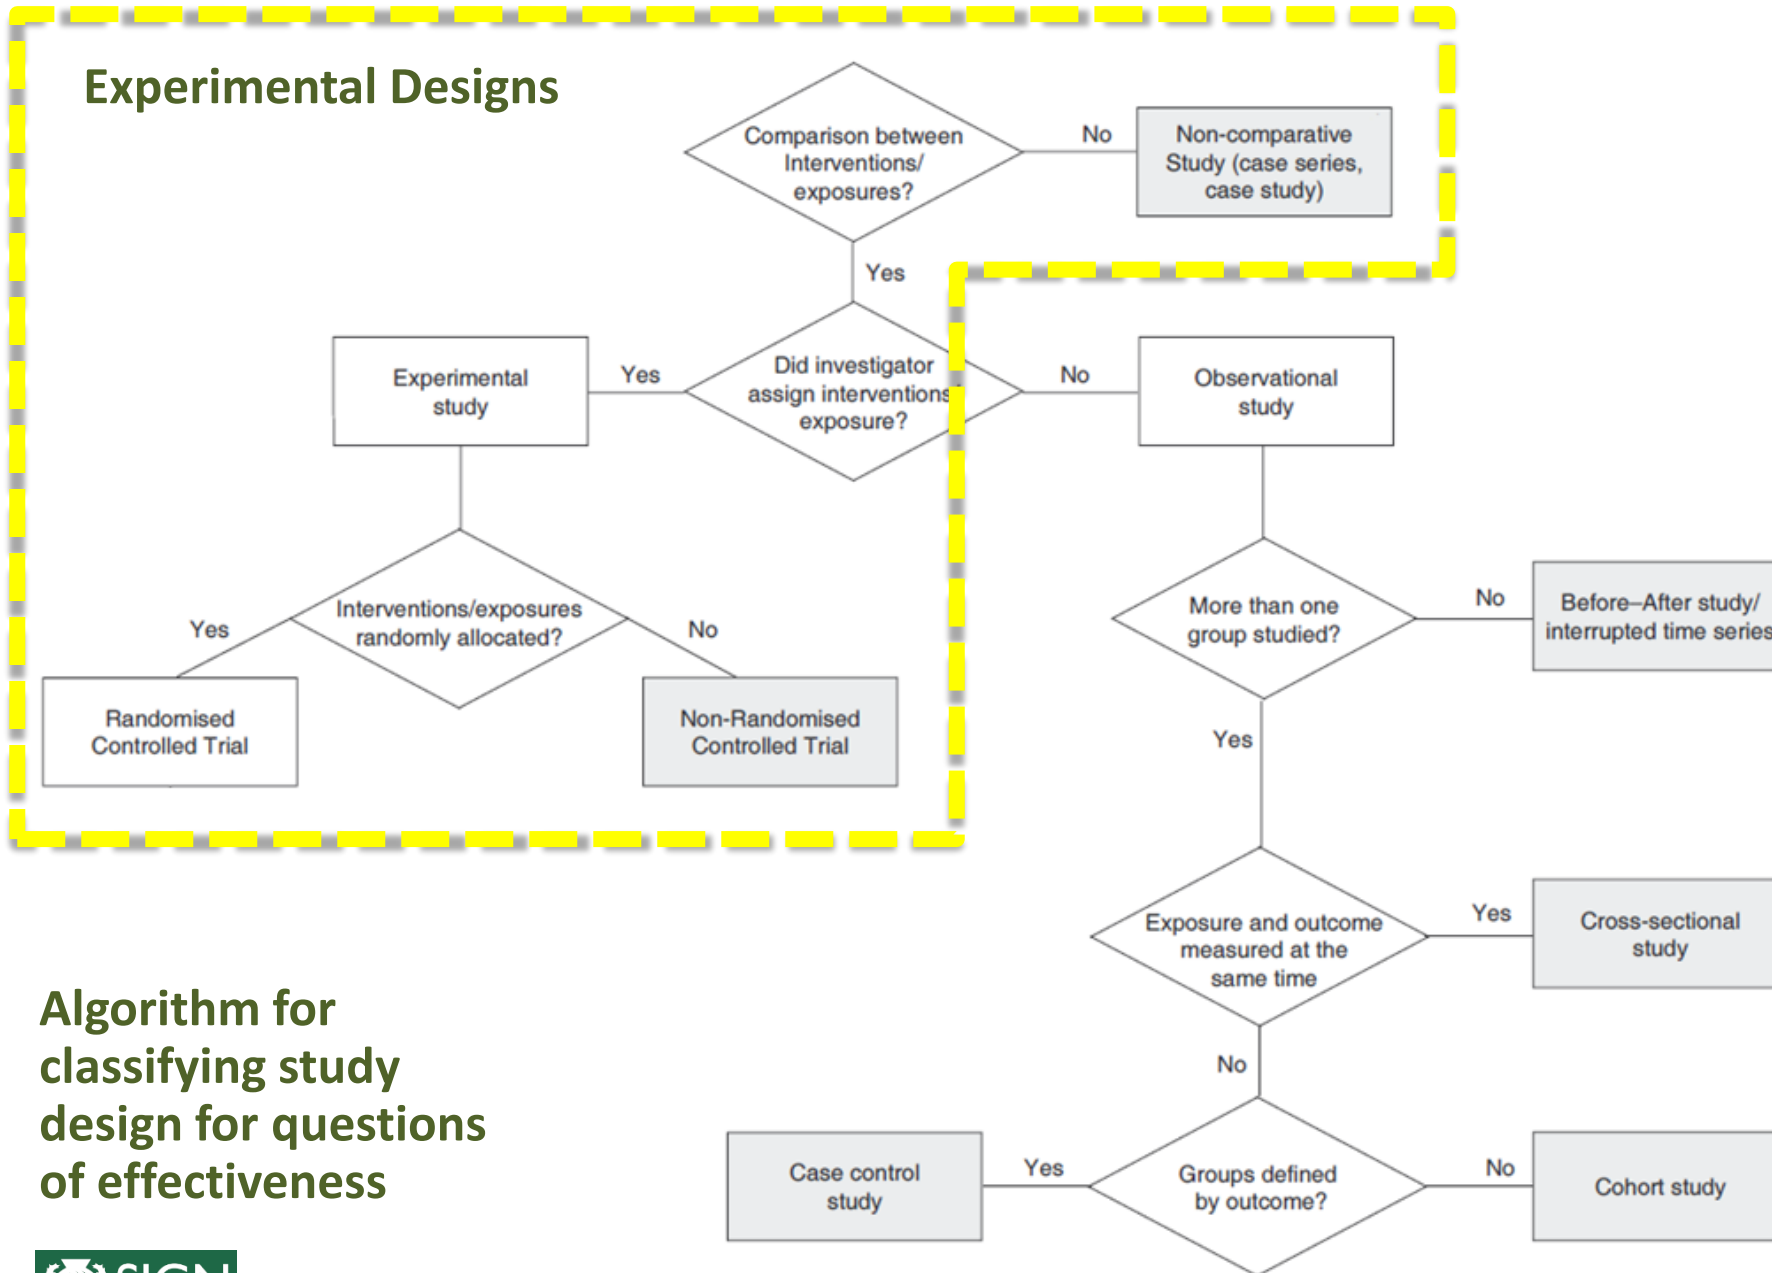 Experimental Designs
Comparison between
Interventions/
exposures?
No
Non-comparative
Study (case series,
case study)
Yes
Experimental
study
Yes
Did investigator
assign interventions
exposure?
No
Observational
study
Interventions/exposures
randomly allocated?
Yes
No
Randomised
Controlled Trial
Non-Randomised
Controlled Trial
More than one
group studied?
No
Before–After study/
interrupted time series
Yes
Exposure and outcome
measured at the
same time
Yes
Cross-sectional
study
No
Algorithm for
classifying study
design for questions
of effectiveness
Case control
study
Yes
Groups defined
by outcome?
No
Cohort study
SIGN